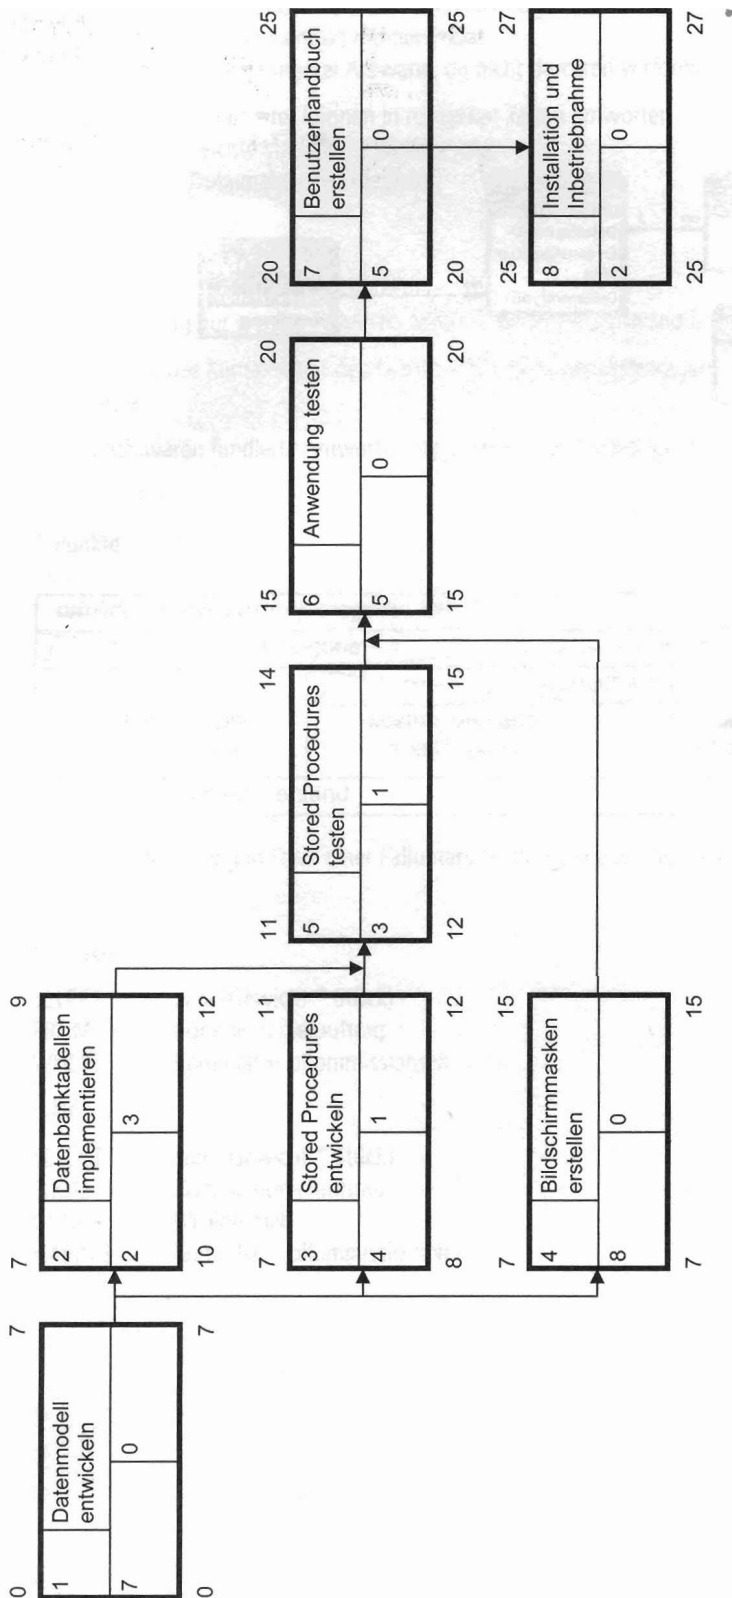 0 7
1 Datenmodell
entwickeln
7 0
0 7
7 9
2 Datenbanktabellen
implementieren
2 3
10 12
7 11
3 Stored Procedures
entwickeln
4 1
8 12
7 15
4 Bildschirmmasken
erstellen
8 0
7 15
11 14
5 Stored Procedures
testen
3 1
12 15
15 20
6 Anwendung testen
5 0
15 20
20 25
7 Benutzerhandbuch
erstellen
5 0
20 25
25 27
8 Installation und
Inbetriebnahme
2 0
25 27